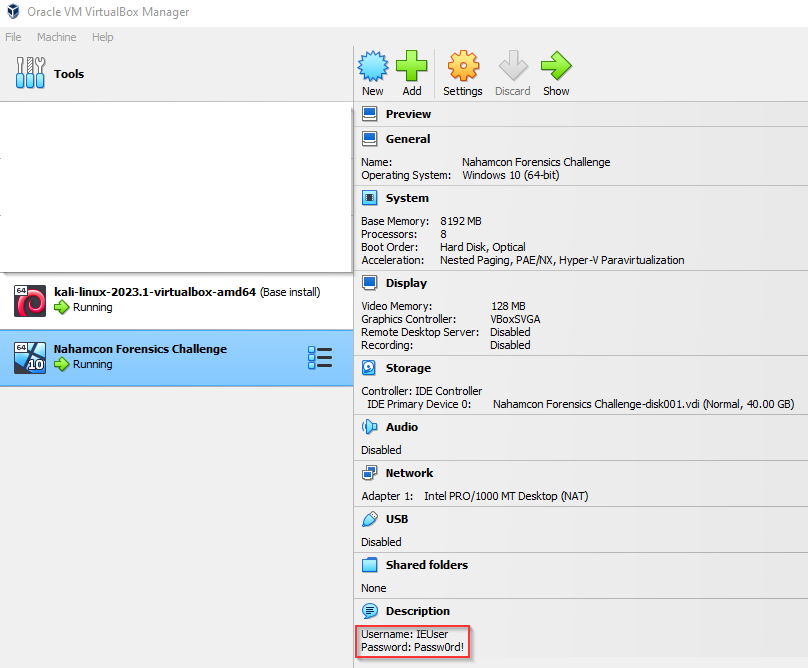 Oracle VM VirtualBox Manager
File Machine Help
Tools
New Add Settings Discard Show
Preview
General
Name: Nahamcon Forensics Challenge
Operating System: Windows 10 (64-bit)
System
Base Memory: 8192 MB
Processors: 8
Boot Order: Hard Disk, Optical
Acceleration: Nested Paging, PAE/NX, Hyper-V Paravirtualization
64
kali-linux-2023.1-virtualbox-amd64 (Base install)
Running
64
10
Nahamcon Forensics Challenge
Running
Display
Video Memory: 128 MB
Graphics Controller: VBoxSVGA
Remote Desktop Server: Disabled
Recording: Disabled
Storage
Controller: IDE Controller
IDE Primary Device 0: Nahamcon Forensics Challenge-disk001.vdi (Normal, 40.00 GB)
Audio
Disabled
Network
Adapter 1: Intel PRO/1000 MT Desktop (NAT)
USB
Disabled
Shared folders
None
Description
Username: IEUser
Password: Passw0rd!